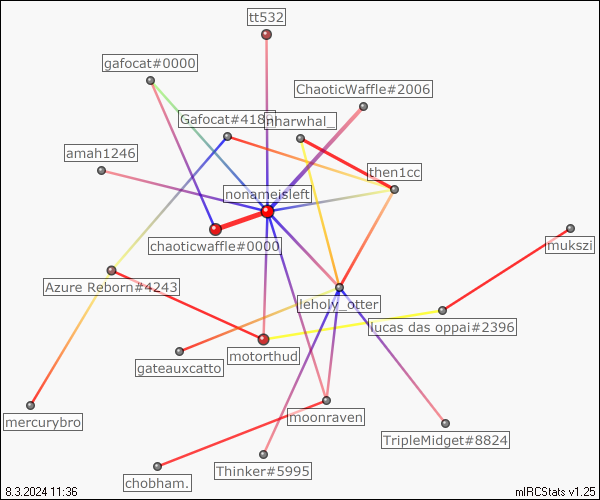 tt532
gafocat#0000
ChaoticWaffle#2006
Gafocat#418
nharwhal_
amah1246
then1cc
nonameisleft
chaoticwaffle#0000
mukszi
Azure Reborn#4243
leholy_otter
lucas das oppai#2396
motorthud
gateauxcatto
mercurybro
moonraven
TripleMidget#8824
Thinker#5995
chobham.
8.3.2024 11:36
mIRCStats v1.25